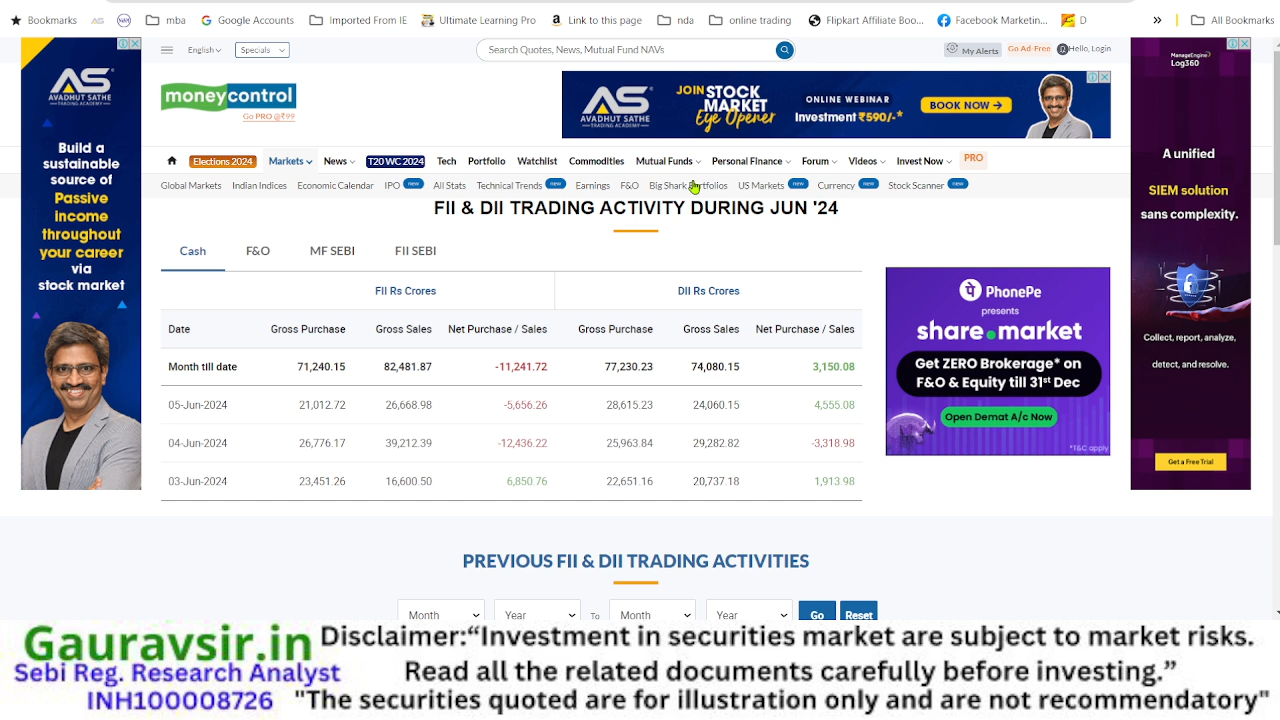 Bookmarks mba Google Accounts Imported From IE Ultimate Learning Pro Link to this page nda online trading Flipkart Affiliate Boo... Facebook Marketin... D » All Bookmarks
English Specials Search Quotes, News, Mutual Fund NAVs My Alerts Go Ad-Free Hello, Login
moneycontrol
Go PRO @₹99
AS
AVADHUT SATHE
TRADING ACADEMY
JOIN STOCK MARKET Eye Opener
ONLINE WEBINAR
Investment ₹590/-*
BOOK NOW →
Elections 2024 Markets News T20 WC 2024 Tech Portfolio Watchlist Commodities Mutual Funds Personal Finance Forum Videos Invest Now PRO
Global Markets Indian Indices Economic Calendar IPO new All Stats Technical Trends new Earnings F&O Big Shark Portfolios US Markets new Currency new Stock Scanner new
AS
AVADHUT SATHE
TRADING ACADEMY
Build a
sustainable
source of
Passive
income
throughout
your career
via
stock market
FII & DII TRADING ACTIVITY DURING JUN '24
Cash F&O MF SEBI FII SEBI
FII Rs Crores DII Rs Crores
Date Gross Purchase Gross Sales Net Purchase / Sales Gross Purchase Gross Sales Net Purchase / Sales
Month till date 71,240.15 82,481.87 -11,241.72 77,230.23 74,080.15 3,150.08
05-Jun-2024 21,012.72 26,668.98 -5,656.26 28,615.23 24,060.15 4,555.08
04-Jun-2024 26,776.17 39,212.39 -12,436.22 25,963.84 29,282.82 -3,318.98
03-Jun-2024 23,451.26 16,600.50 6,850.76 22,651.16 20,737.18 1,913.98
PhonePe
presents
share.market
Get ZERO Brokerage* on
F&O & Equity till 31st Dec
Open Demat A/c Now
*T&C apply
ManageEngine
Log360
A unified
SIEM solution
sans complexity.
Collect, report, analyze,
detect, and resolve.
Get a Free Trial
PREVIOUS FII & DII TRADING ACTIVITIES
Month Year To Month Year Go Reset
Gauravsir.in
Sebi Reg. Research Analyst
INH100008726
Disclaimer:“Investment in securities market are subject to market risks.
Read all the related documents carefully before investing.”
"The securities quoted are for illustration only and are not recommendatory"